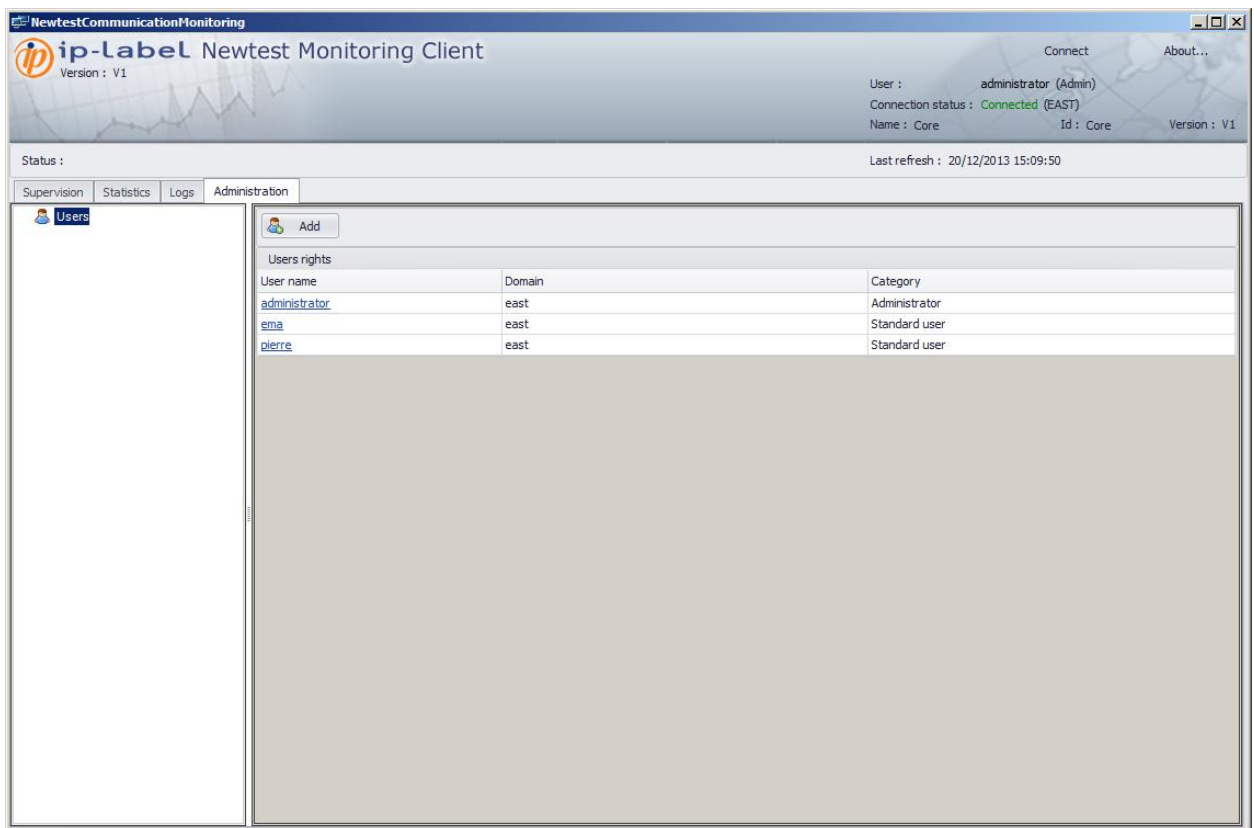 NewtestCommunicationMonitoring
ip-label Newtest Monitoring Client
Version : V1
Connect About...
User : administrator (Admin)
Connection status : Connected (EAST)
Name : Core Id : Core Version : V1
Status : Last refresh : 20/12/2013 15:09:50
Supervision Statistics Logs Administration
Users
Add
Users rights
User name Domain Category
administrator east Administrator
ema east Standard user
pierre east Standard user